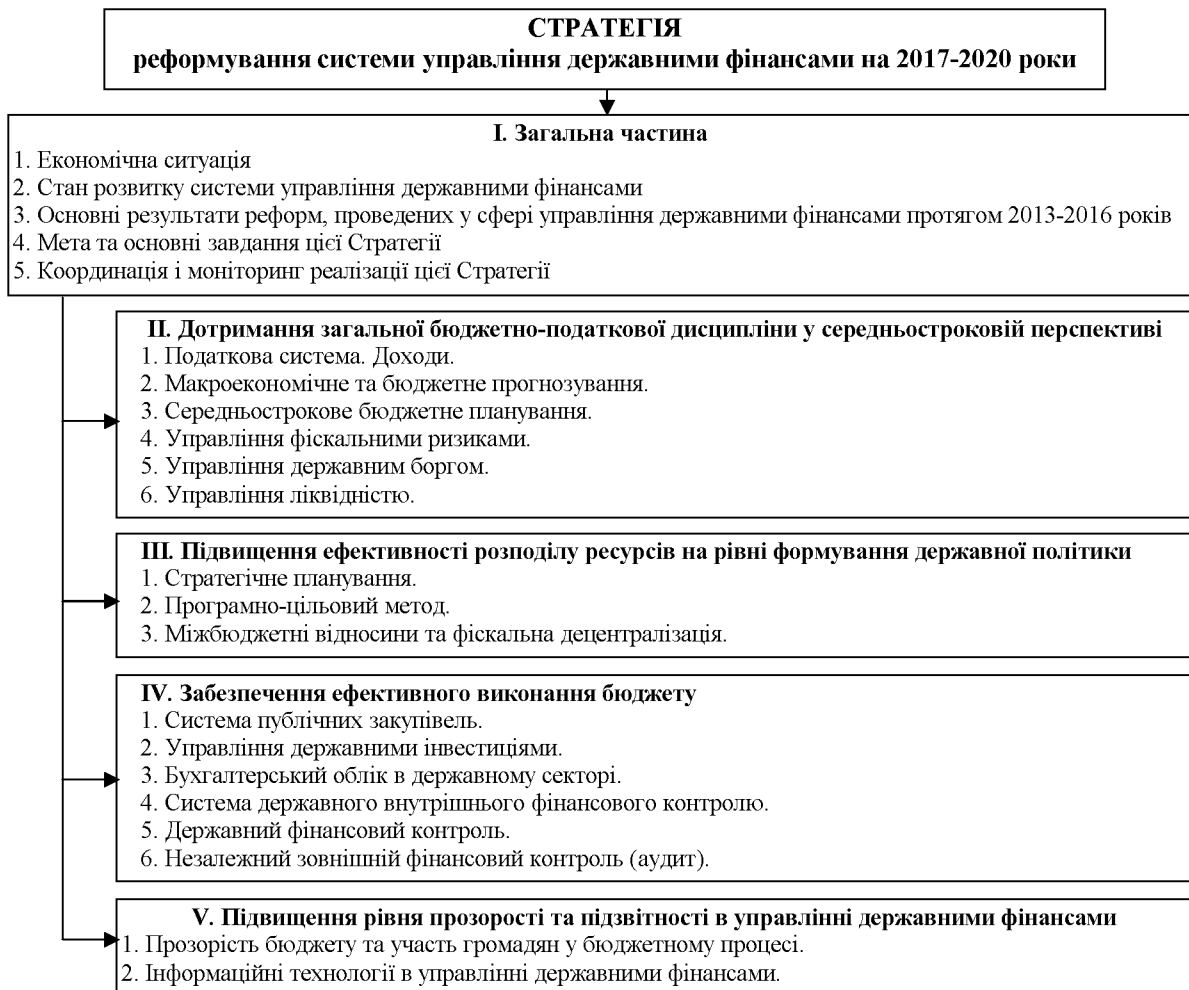 СТРАТЕГІЯ
реформування системи управління державними фінансами на 2017-2020 роки
І. Загальна частина
1. Економічна ситуація
2. Стан розвитку системи управління державними фінансами
3. Основні результати реформ, проведених у сфері управління державними фінансами протягом 2013-2016 років
4. Мета та основні завдання цієї Стратегії
5. Координація і моніторинг реалізації цієї Стратегії
ІІ. Дотримання загальної бюджетно-податкової дисципліни у середньостроковій перспективі
1. Податкова система. Доходи.
2. Макроекономічне та бюджетне прогнозування.
3. Середньострокове бюджетне планування.
4. Управління фіскальними ризиками.
5. Управління державним боргом.
6. Управління ліквідністю.
ІІІ. Підвищення ефективності розподілу ресурсів на рівні формування державної політики
1. Стратегічне планування.
2. Програмно-цільовий метод.
3. Міжбюджетні відносини та фіскальна децентралізація.
IV. Забезпечення ефективного виконання бюджету
1. Система публічних закупівель.
2. Управління державними інвестиціями.
3. Бухгалтерський облік в державному секторі.
4. Система державного внутрішнього фінансового контролю.
5. Державний фінансовий контроль.
6. Незалежний зовнішній фінансовий контроль (аудит).
V. Підвищення рівня прозорості та підзвітності в управлінні державними фінансами
1. Прозорість бюджету та участь громадян у бюджетному процесі.
2. Інформаційні технології в управлінні державними фінансами.